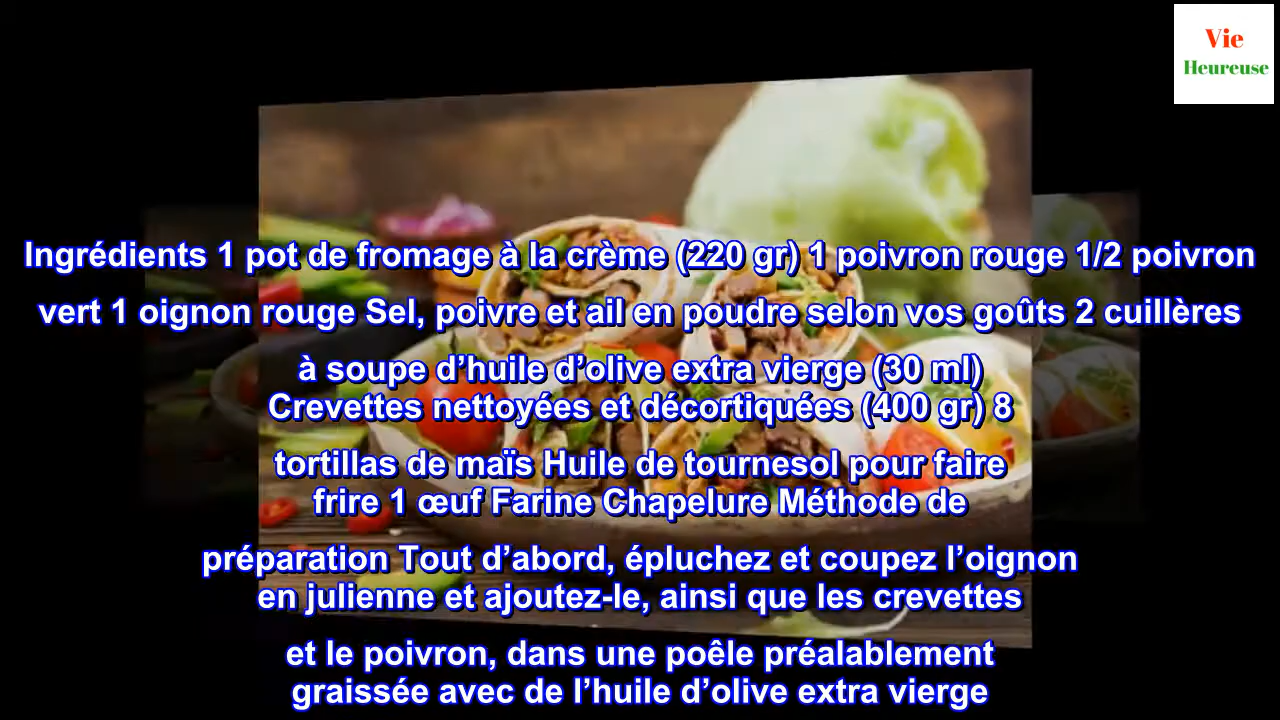 Vie
Heureuse
Ingrédients 1 pot de fromage à la crème (220 gr) 1 poivron rouge 1/2 poivron
vert 1 oignon rouge Sel, poivre et ail en poudre selon vos goûts 2 cuillères
à soupe d’huile d’olive extra vierge (30 ml)
Crevettes nettoyées et décortiquées (400 gr) 8
tortillas de maïs Huile de tournesol pour faire
frire 1 œuf Farine Chapelure Méthode de
préparation Tout d’abord, épluchez et coupez l’oignon
en julienne et ajoutez-le, ainsi que les crevettes
et le poivron, dans une poêle préalablement
graissée avec de l’huile d’olive extra vierge